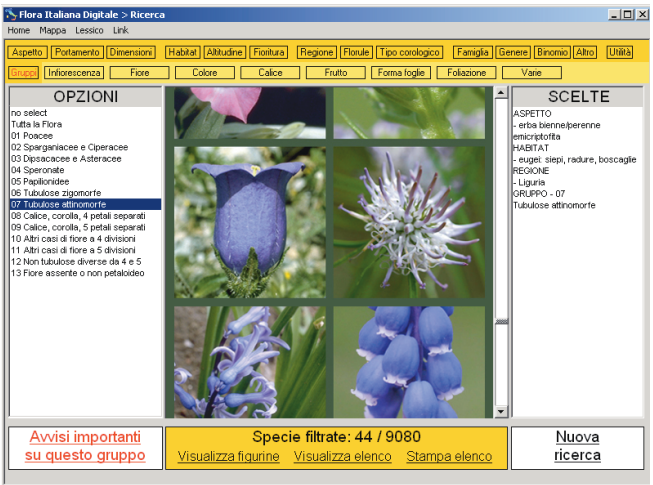 Flora Italiana Digitale > Ricerca
Home Mappa Lessico Link
Aspetto Portamento Dimensioni Habitat Altitudine Fioritura Regione Florule Tipo corologico Famiglia Genere Binomio Altro Utilità
Gruppi Infiorescenza Fiore Colore Calice Frutto Forma foglie Foliazione Varie
OPZIONI
no select
Tutta la Flora
01 Poacee
02 Sparganiacee e Ciperacee
03 Dipsacacee e Asteracee
04 Speronate
05 Papilionidee
06 Tubulose zigomorfe
07 Tubulose attinomorfe
08 Calice, corolla, 4 petali separati
09 Calice, corolla, 5 petali separati
10 Altri casi di fiore a 4 divisioni
11 Altri casi di fiore a 5 divisioni
12 Non tubulose diverse da 4 e 5
13 Fiore assente o non petaloideo
SCELTE
ASPETTO
- erba bienne/perenne
emicriptofita
HABITAT
- eugei: siepi, radure, boscaglie
REGIONE
- Liguria
GRUPPO - 07
Tubulose attinomorfe
Avvisi importanti
su questo gruppo
Specie filtrate: 44 / 9080
Visualizza figurine Visualizza elenco Stampa elenco
Nuova
ricerca